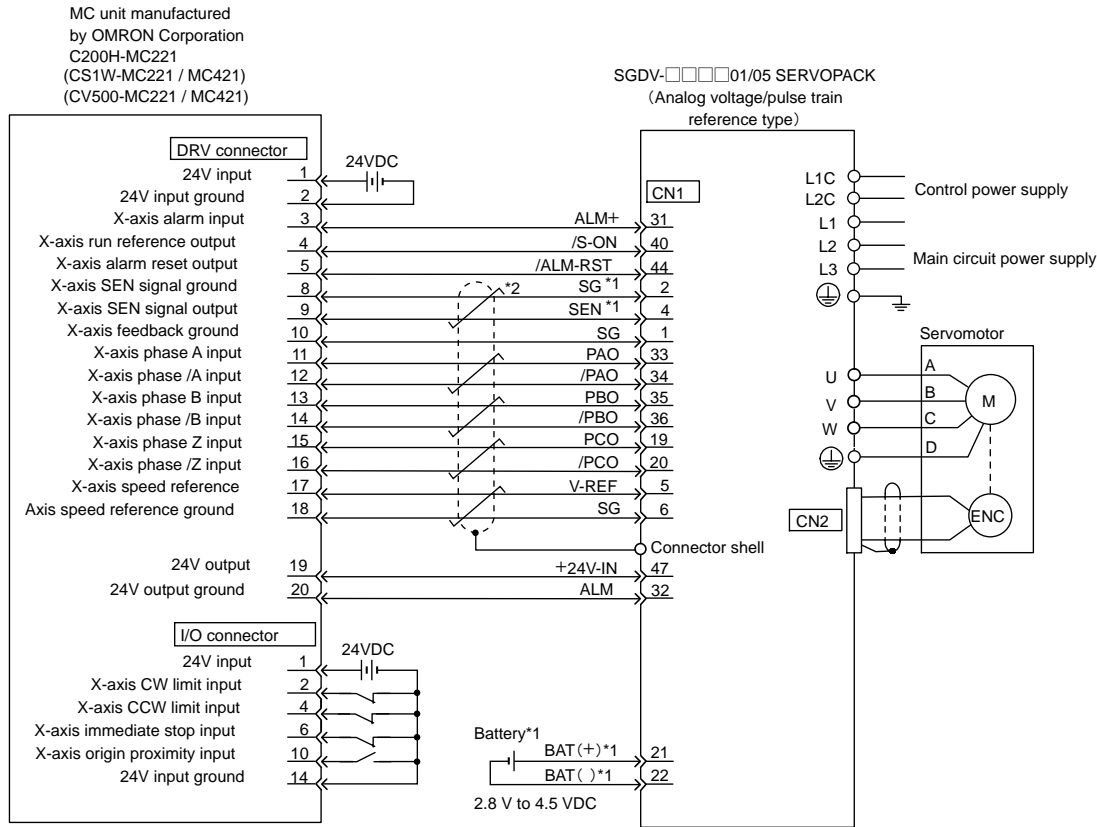 MC unit manufactured
by OMRON Corporation
C200H-MC221
(CS1W-MC221 / MC421)
(CV500-MC221 / MC421)
SGDV-□□□□01/05 SERVOPACK
(Analog voltage/pulse train
reference type)
DRV connector
24VDC
24V input 1
24V input ground 2
X-axis alarm input 3 ALM+ 31
X-axis run reference output 4 /S-ON 40
X-axis alarm reset output 5 /ALM-RST 44
X-axis SEN signal ground 8 *2 SG *1 2
X-axis SEN signal output 9 SEN *1 4
X-axis feedback ground 10 SG 1
X-axis phase A input 11 PAO 33
X-axis phase /A input 12 /PAO 34
X-axis phase B input 13 PBO 35
X-axis phase /B input 14 /PBO 36
X-axis phase Z input 15 PCO 19
X-axis phase /Z input 16 /PCO 20
X-axis speed reference 17 V-REF 5
Axis speed reference ground 18 SG 6
Connector shell
24V output 19 +24V-IN 47
24V output ground 20 ALM 32
I/O connector
24VDC
24V input 1
X-axis CW limit input 2
X-axis CCW limit input 4
X-axis immediate stop input 6
X-axis origin proximity input 10
24V input ground 14
Battery*1
BAT(+)*1 21
BAT( )*1 22
2.8 V to 4.5 VDC
CN1
L1C
L2C
Control power supply
L1
L2
L3
Main circuit power supply
Servomotor
U A
V B
W C
D
M
CN2
ENC